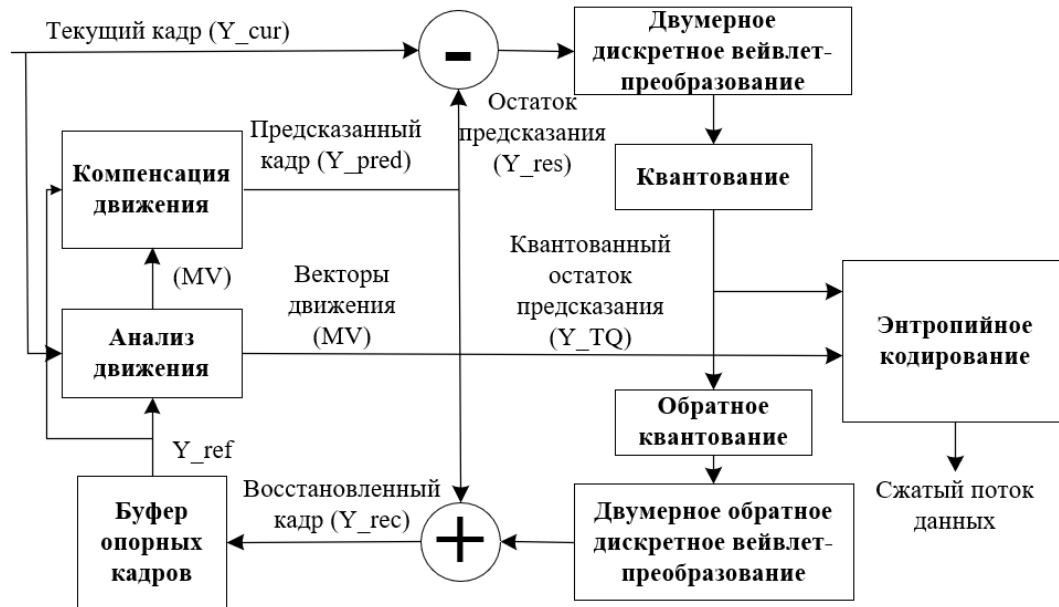 Текущий кадр (Y_cur)
-
Двумерное
дискретное вейвлет-
преобразование
Остаток
предсказания
(Y_res)
Предсказанный
кадр (Y_pred)
Компенсация
движения
Квантование
(MV)
Векторы
движения
(MV)
Квантованный
остаток
предсказания
(Y_TQ)
Энтропийное
кодирование
Анализ
движения
Обратное
квантование
Y_ref
Буфер
опорных
кадров
Восстановленный
кадр (Y_rec)
+
Двумерное обратное
дискретное вейвлет-
преобразование
Сжатый поток
данных